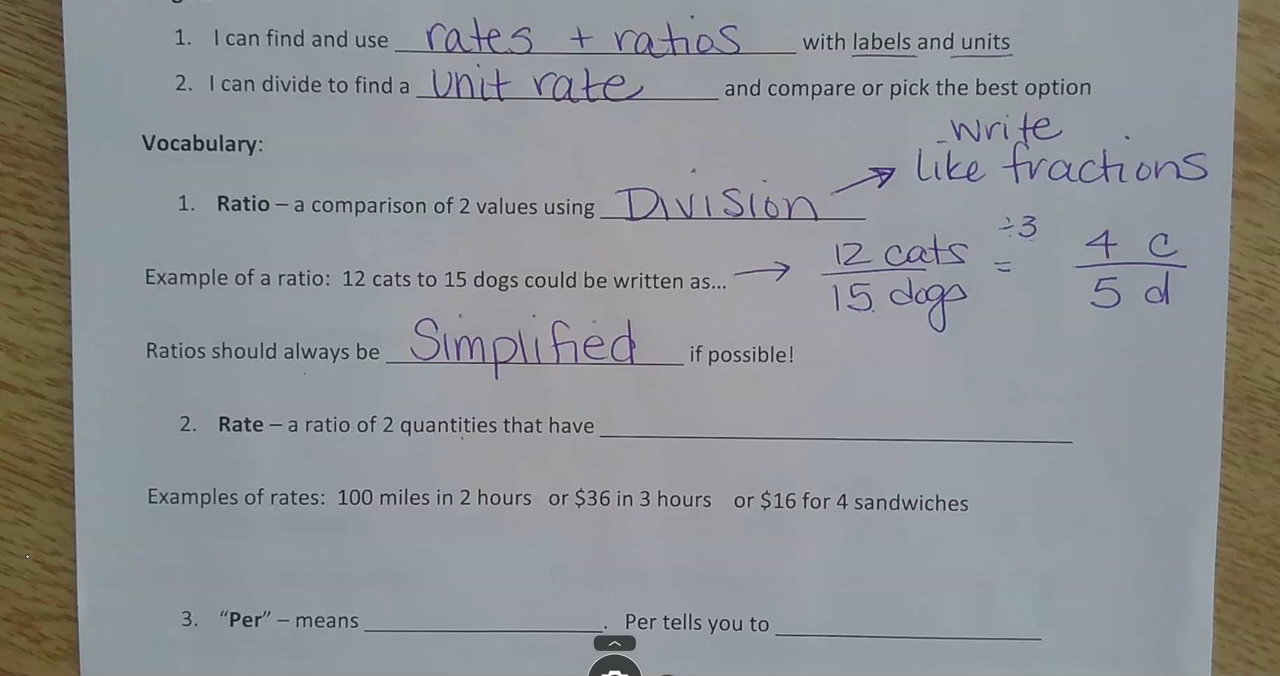 1. I can find and use rates + ratios with labels and units
2. I can divide to find a unit rate and compare or pick the best option
Vocabulary:
write
like fractions
1. Ratio – a comparison of 2 values using Division →
Example of a ratio: 12 cats to 15 dogs could be written as... → 12 cats / 15 dogs ÷3 = 4 c / 5 d
Ratios should always be Simplified if possible!
2. Rate – a ratio of 2 quantities that have
Examples of rates: 100 miles in 2 hours or $36 in 3 hours or $16 for 4 sandwiches
3. “Per” – means ____. Per tells you to ____